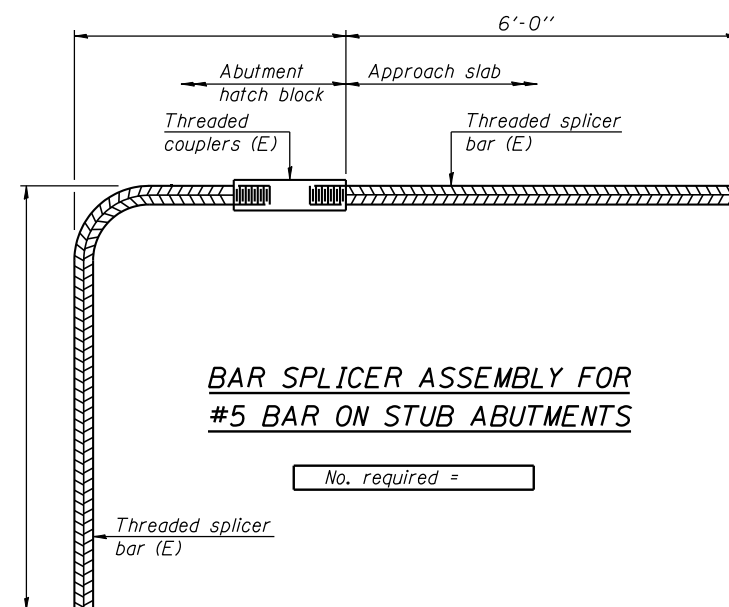 6'-0''
Abutment
hatch block
Approach slab
Threaded
couplers (E)
Threaded splicer
bar (E)
BAR SPLICER ASSEMBLY FOR
#5 BAR ON STUB ABUTMENTS
No. required =
Threaded splicer
bar (E)